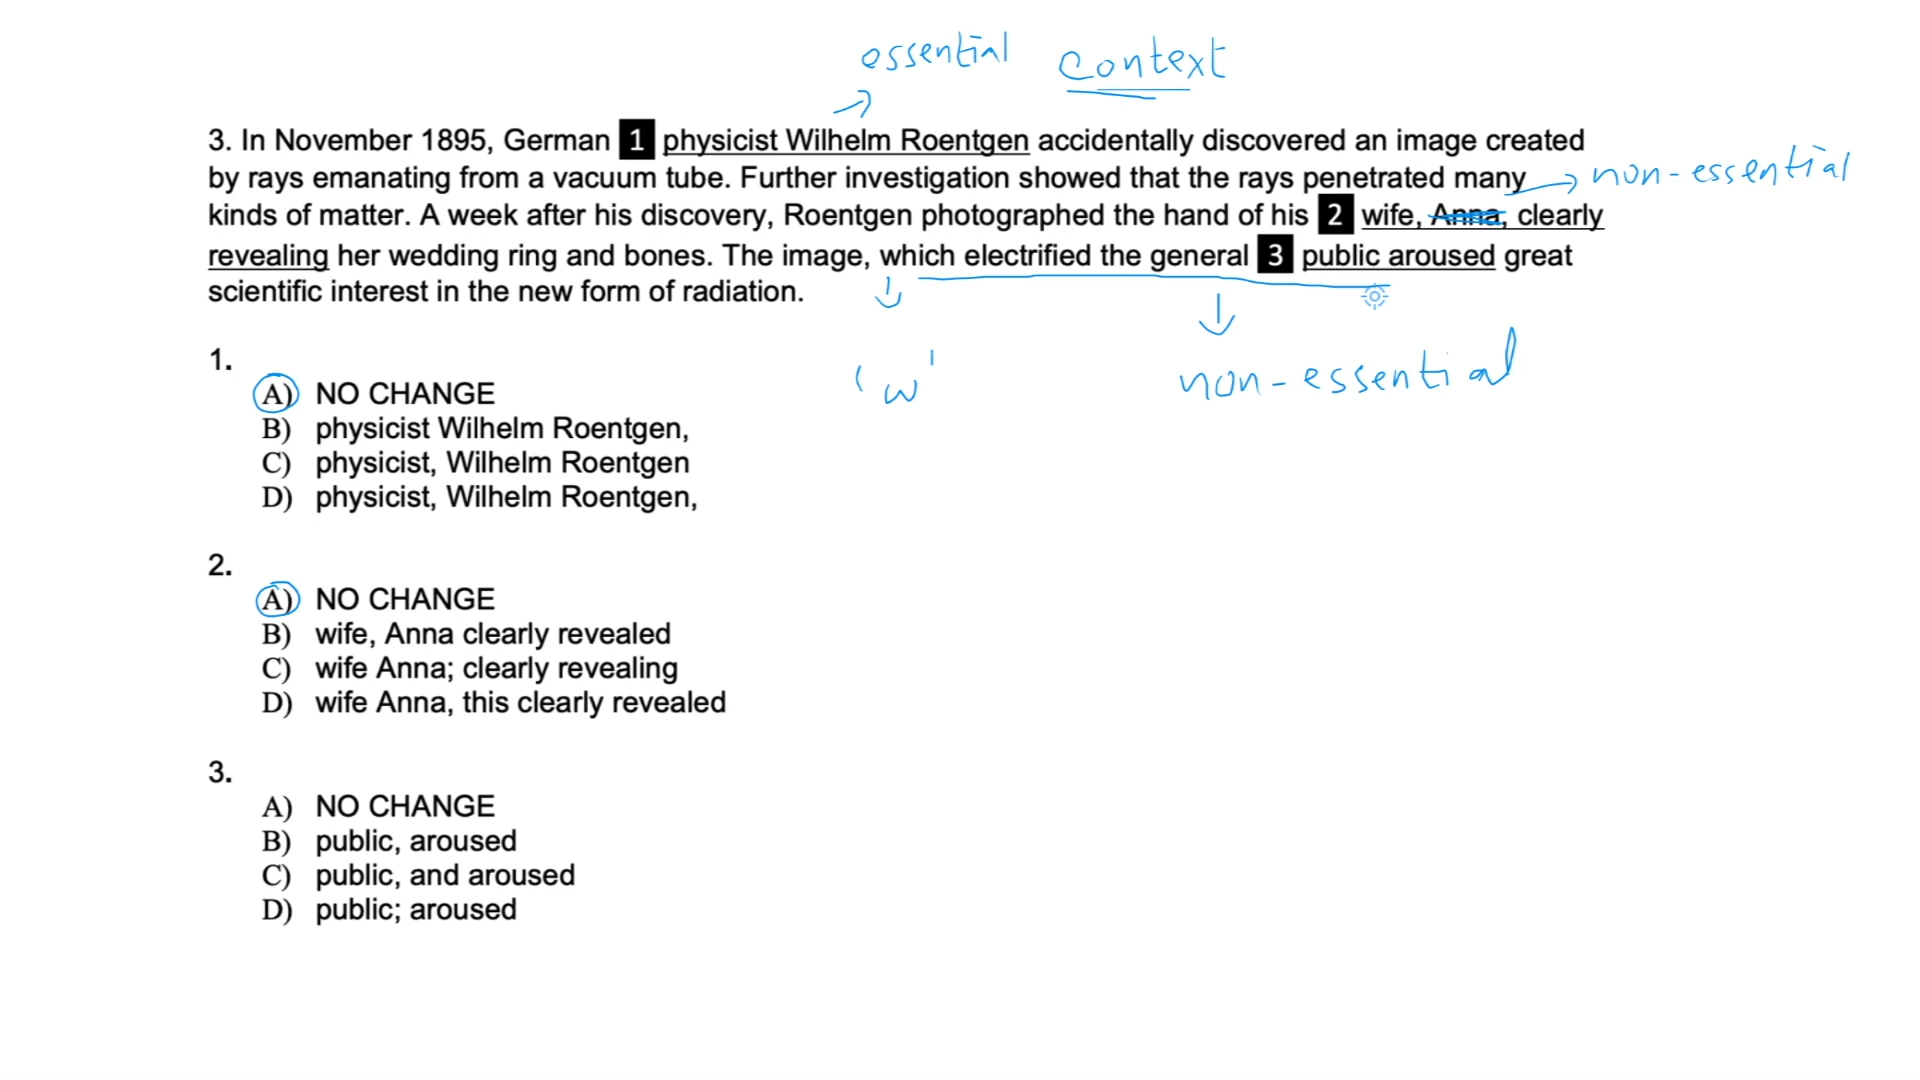 essential context
3. In November 1895, German 1 physicist Wilhelm Roentgen accidentally discovered an image created
by rays emanating from a vacuum tube. Further investigation showed that the rays penetrated many
non-essential
kinds of matter. A week after his discovery, Roentgen photographed the hand of his 2 wife, Anna, clearly
revealing her wedding ring and bones. The image, which electrified the general 3 public aroused great
scientific interest in the new form of radiation.
'w'
non-essential
1.
A) NO CHANGE
B) physicist Wilhelm Roentgen,
C) physicist, Wilhelm Roentgen
D) physicist, Wilhelm Roentgen,
2.
A) NO CHANGE
B) wife, Anna clearly revealed
C) wife Anna; clearly revealing
D) wife Anna, this clearly revealed
3.
A) NO CHANGE
B) public, aroused
C) public, and aroused
D) public; aroused